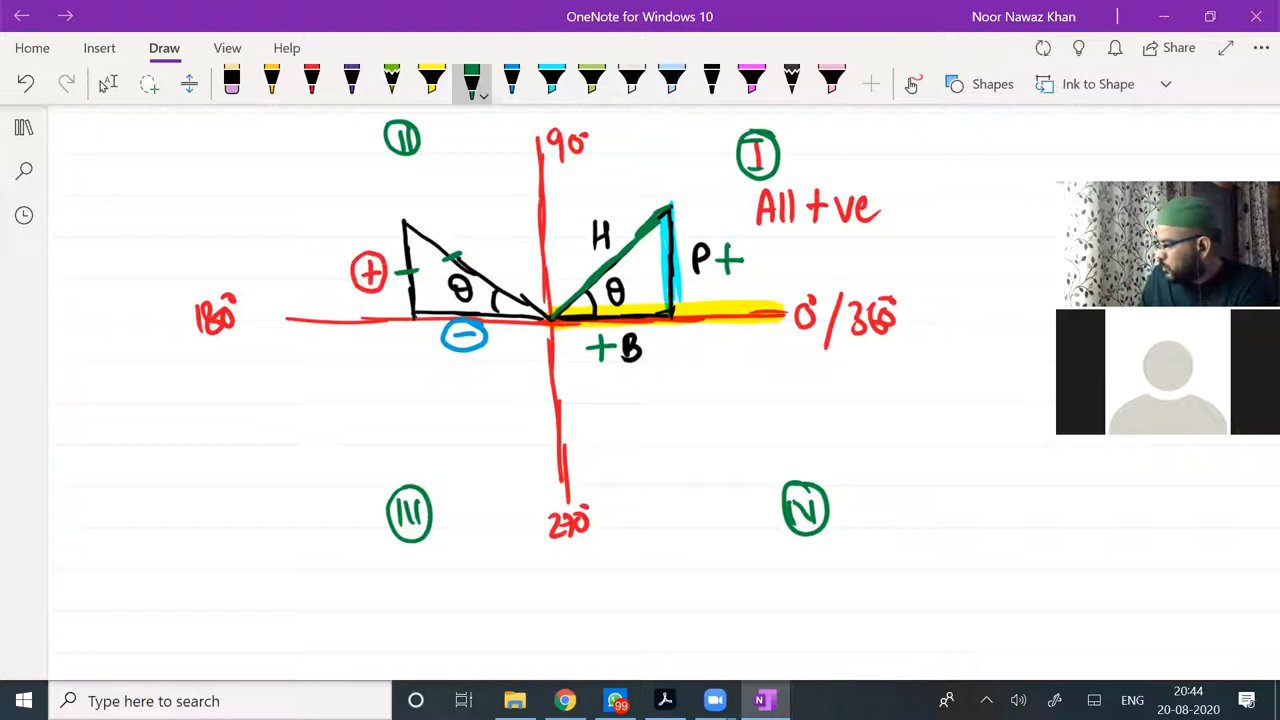 OneNote for Windows 10
Noor Nawaz Khan
Home Insert Draw View Help
Share
Shapes
Ink to Shape
II
90°
I
All +ve
H
P+
+
θ
θ
180°
0°/360°
−
+B
III
270°
IV
Type here to search
99
ENG
20:44
20-08-2020